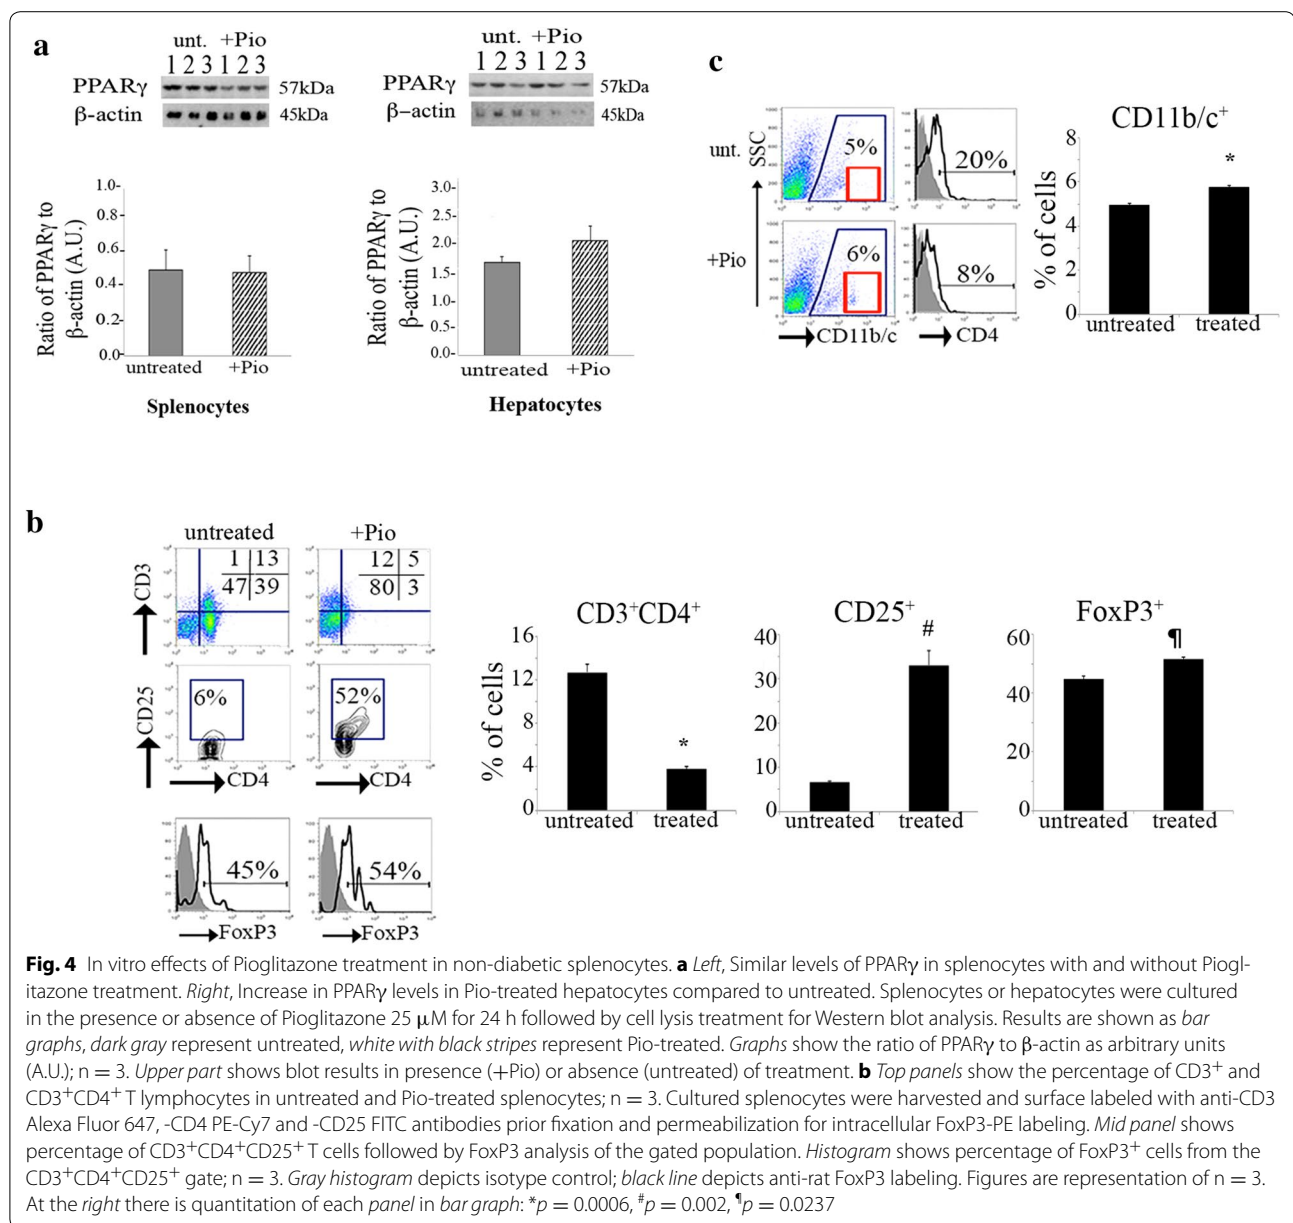 a
unt. +Pio
1 2 3 1 2 3
PPARγ 57kDa
β-actin 45kDa
Ratio of PPARγ to
β-actin (A.U.)
1.0-
0.8-
0.6-
0.4-
0.2-
0.0-
untreated +Pio
Splenocytes
unt. +Pio
1 2 3 1 2 3
PPARγ 57kDa
β-actin 45kDa
Ratio of PPARγ to
β-actin (A.U.)
3.0-
2.5-
2.0-
1.5-
1.0-
0.5-
0.0-
untreated +Pio
Hepatocytes
c
unt.
SSC
5%
20%
+Pio
6%
8%
CD11b/c
CD4
CD11b/c+
% of cells
8
6
4
2
0
*
untreated treated
b
untreated +Pio
CD3
1 13
47 39
12 5
80 3
CD25
6%
52%
CD4 CD4
45%
54%
FoxP3 FoxP3
CD3+CD4+
% of cells
16
12
8
4
0
*
untreated treated
CD25+
40
30
20
10
0
#
untreated treated
FoxP3+
60
40
20
0
¶
untreated treated
Fig. 4 In vitro effects of Pioglitazone treatment in non-diabetic splenocytes. a Left, Similar levels of PPARγ in splenocytes with and without Piogl-
itazone treatment. Right, Increase in PPARγ levels in Pio-treated hepatocytes compared to untreated. Splenocytes or hepatocytes were cultured
in the presence or absence of Pioglitazone 25 μM for 24 h followed by cell lysis treatment for Western blot analysis. Results are shown as bar
graphs, dark gray represent untreated, white with black stripes represent Pio-treated. Graphs show the ratio of PPARγ to β-actin as arbitrary units
(A.U.); n = 3. Upper part shows blot results in presence (+Pio) or absence (untreated) of treatment. b Top panels show the percentage of CD3+ and
CD3+CD4+ T lymphocytes in untreated and Pio-treated splenocytes; n = 3. Cultured splenocytes were harvested and surface labeled with anti-CD3
Alexa Fluor 647, -CD4 PE-Cy7 and -CD25 FITC antibodies prior fixation and permeabilization for intracellular FoxP3-PE labeling. Mid panel shows
percentage of CD3+CD4+CD25+ T cells followed by FoxP3 analysis of the gated population. Histogram shows percentage of FoxP3+ cells from the
CD3+CD4+CD25+ gate; n = 3. Gray histogram depicts isotype control; black line depicts anti-rat FoxP3 labeling. Figures are representation of n = 3.
At the right there is quantitation of each panel in bar graph: *p = 0.0006, #p = 0.002, ¶p = 0.0237